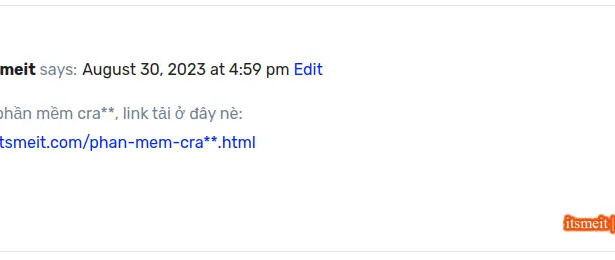 meit says: August 30, 2023 at 4:59 pm Edit
phần mềm cra**, link tải ở đây nè:
tsmeit.com/phan-mem-cra**.html
itsmeit |